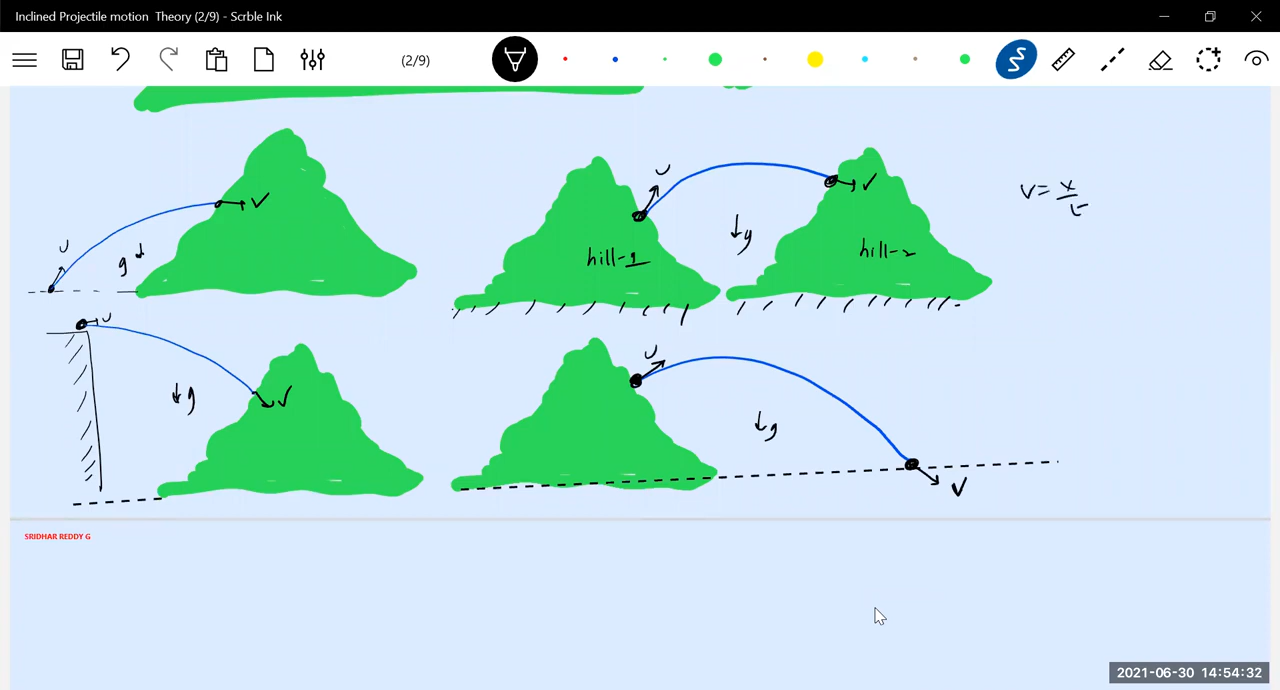 Inclined Projectile motion Theory (2/9) - Scrble Ink
(2/9)
U
V
g
U
V
g
hill-1
hill-2
V = x/t
U
V
g
U
V
g
SRIDHAR REDDY G
2021-06-30 14:54:32